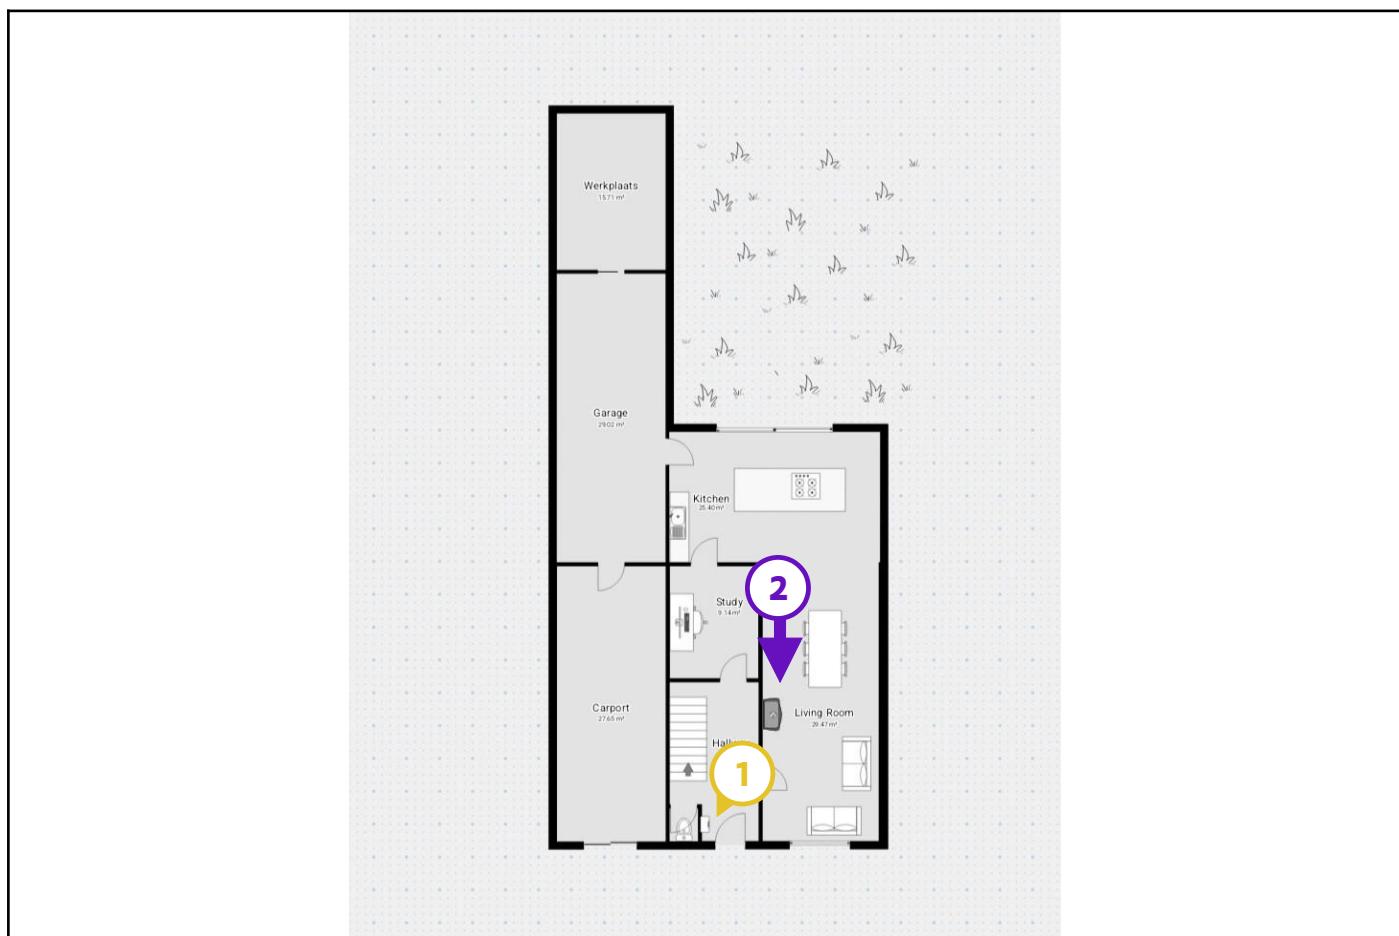 Werkplaats
15.71 m²
Garage
29.02 m²
Kitchen
25.40 m²
2
Study
9.14 m²
Carport
27.65 m²
Living Room
29.47 m²
1